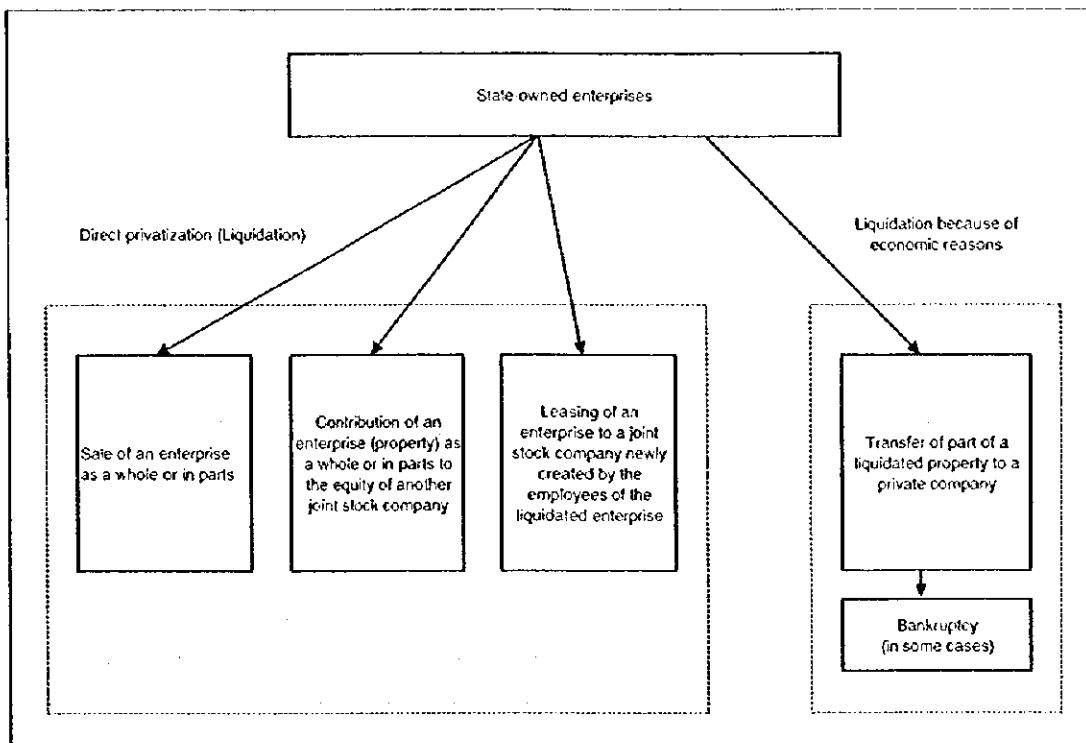 State owned enterprises
Direct privatization (Liquidation)
Liquidation because of
economic reasons
Sale of an enterprise
as a whole or in parts
Contribution of an
enterprise (property) as
a whole or in parts to
the equity of another
joint stock company
Leasing of an
enterprise to a joint
stock company newly
created by the
employees of the
liquidated enterprise
Transfer of part of a
liquidated property to a
private company
Bankruptcy
(in some cases)